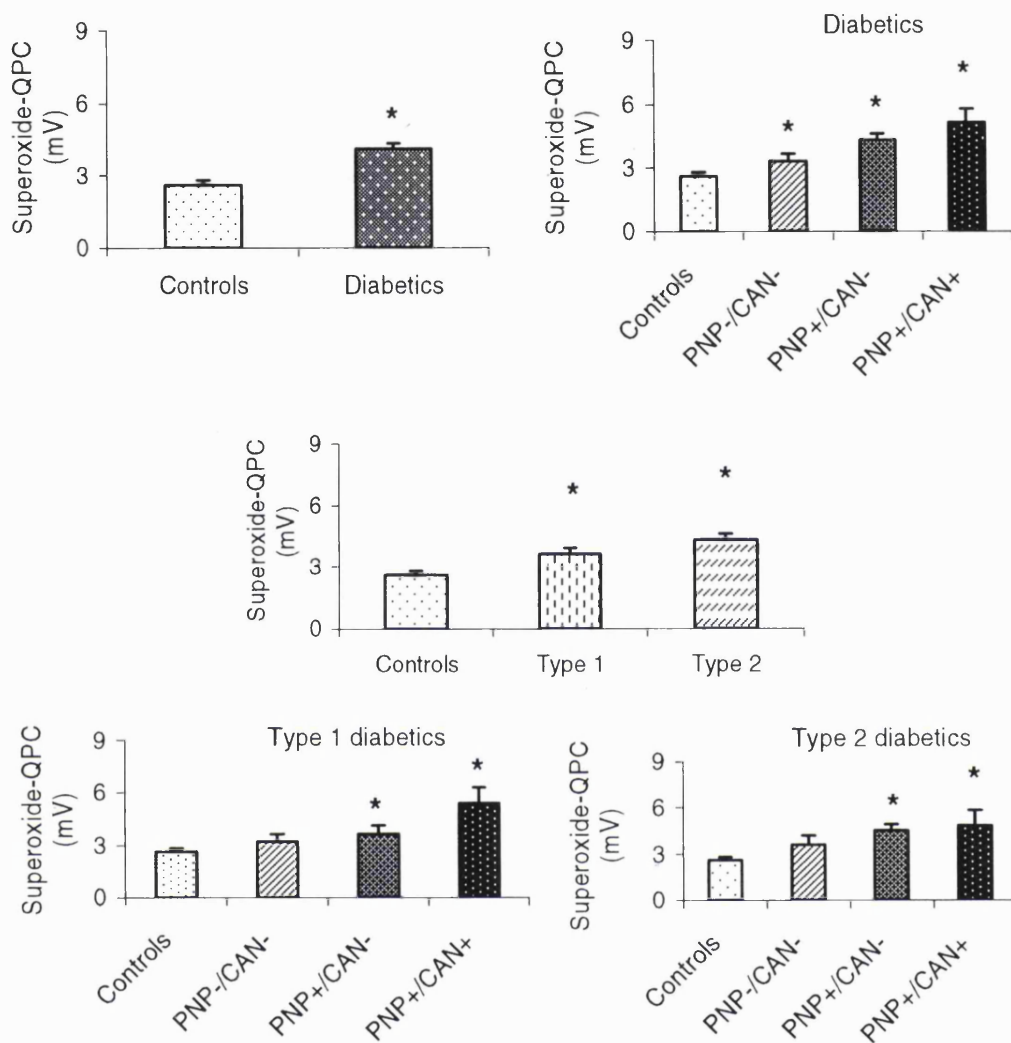 Superoxide-QPC
(mV)
9
6
3
0
*
Controls
Diabetics
Diabetics
Superoxide-QPC
(mV)
9
6
3
0
*
*
*
Controls
PNP-/CAN-
PNP+/CAN-
PNP+/CAN+
Superoxide-QPC
(mV)
9
6
3
0
*
*
Controls
Type 1
Type 2
Type 1 diabetics
Superoxide-QPC
(mV)
9
6
3
0
*
*
Controls
PNP-/CAN-
PNP+/CAN-
PNP+/CAN+
Type 2 diabetics
Superoxide-QPC
(mV)
9
6
3
0
*
*
Controls
PNP-/CAN-
PNP+/CAN-
PNP+/CAN+